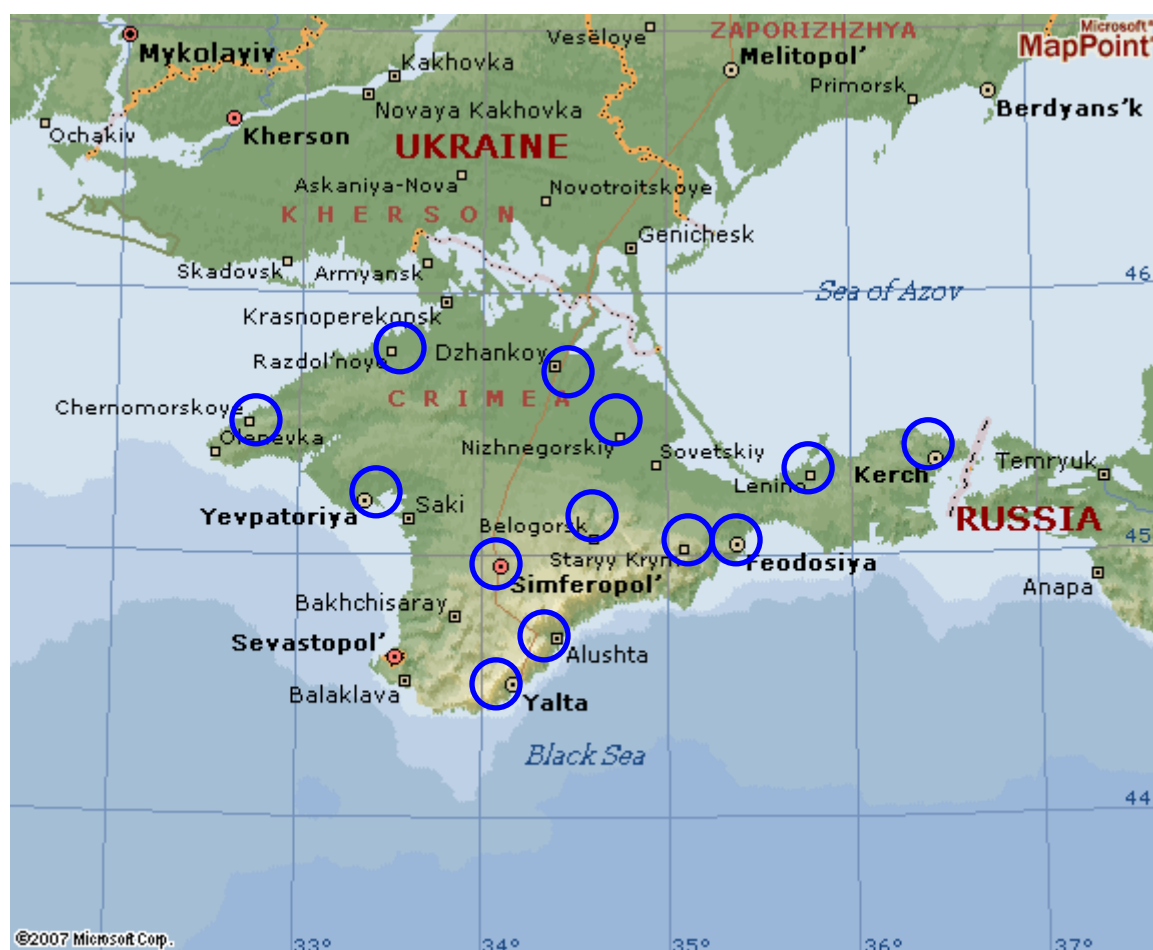 Microsoft®
MapPoint®
ZAPORIZHZHYA
Veseloye
Mykolayiv
Melitopol’
Kakhovka
Primorsk
Novaya Kakhovka
Berdyans’k
Ochakiv
Kherson
UKRAINE
Askaniya-Nova
Novotroitskoye
KHERSON
Genichesk
Skadovsk
Armyansk
46
Sea of Azov
Krasnoperekopsk
Dzhankoy
Razdol’noye
CRIMEA
Chernomorskoye
Olenevka
Nizhnegorskiy
Sovetskiy
Kerch
Temryuk
Lenino
Yevpatoriya
Saki
RUSSIA
Belogorsk
45
Staryy Krym
Feodosiya
Simferopol’
Anapa
Bakhchisaray
Sevastopol’
Alushta
Balaklava
Yalta
Black Sea
44
©2007 Microsoft Corp.
33°
34°
35°
36°
37°